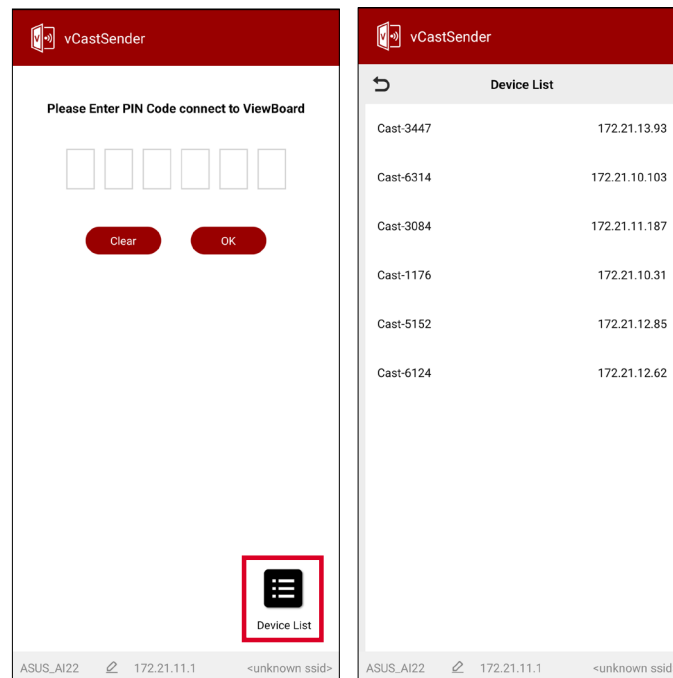 vCastSender
Please Enter PIN Code connect to ViewBoard
Clear OK
Device List
ASUS_AI22 172.21.11.1 <unknown ssid>
vCastSender
Device List
Cast-3447 172.21.13.93
Cast-6314 172.21.10.103
Cast-3084 172.21.11.187
Cast-1176 172.21.10.31
Cast-5152 172.21.12.85
Cast-6124 172.21.12.62
ASUS_AI22 172.21.11.1 <unknown ssid